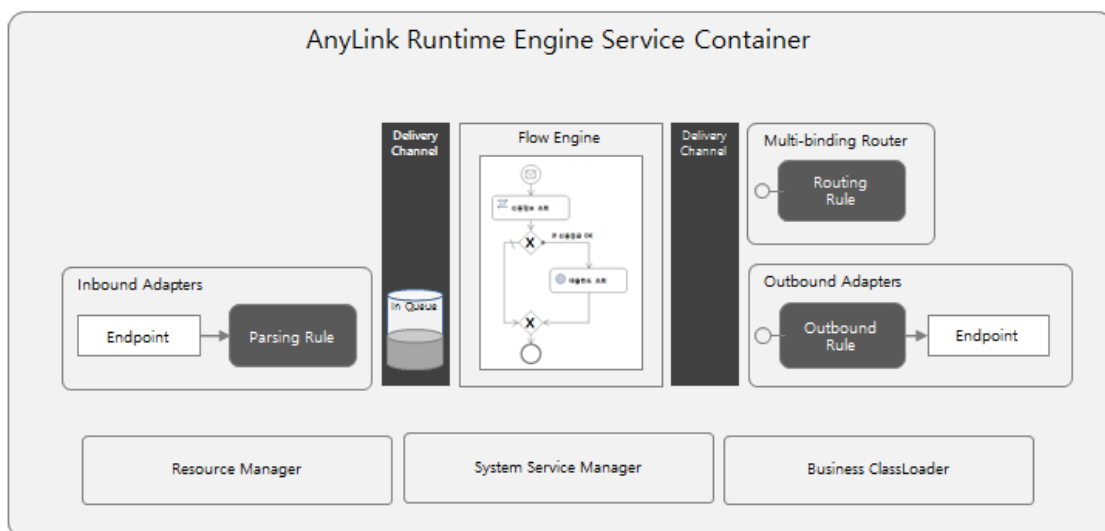 AnyLink Runtime Engine Service Container
Delivery
Channel
Flow Engine
Delivery
Channel
Multi-binding Router
Routing
Rule
In Queue
Inbound Adapters
Endpoint
Parsing Rule
Outbound Adapters
Outbound
Rule
Endpoint
Resource Manager
System Service Manager
Business ClassLoader